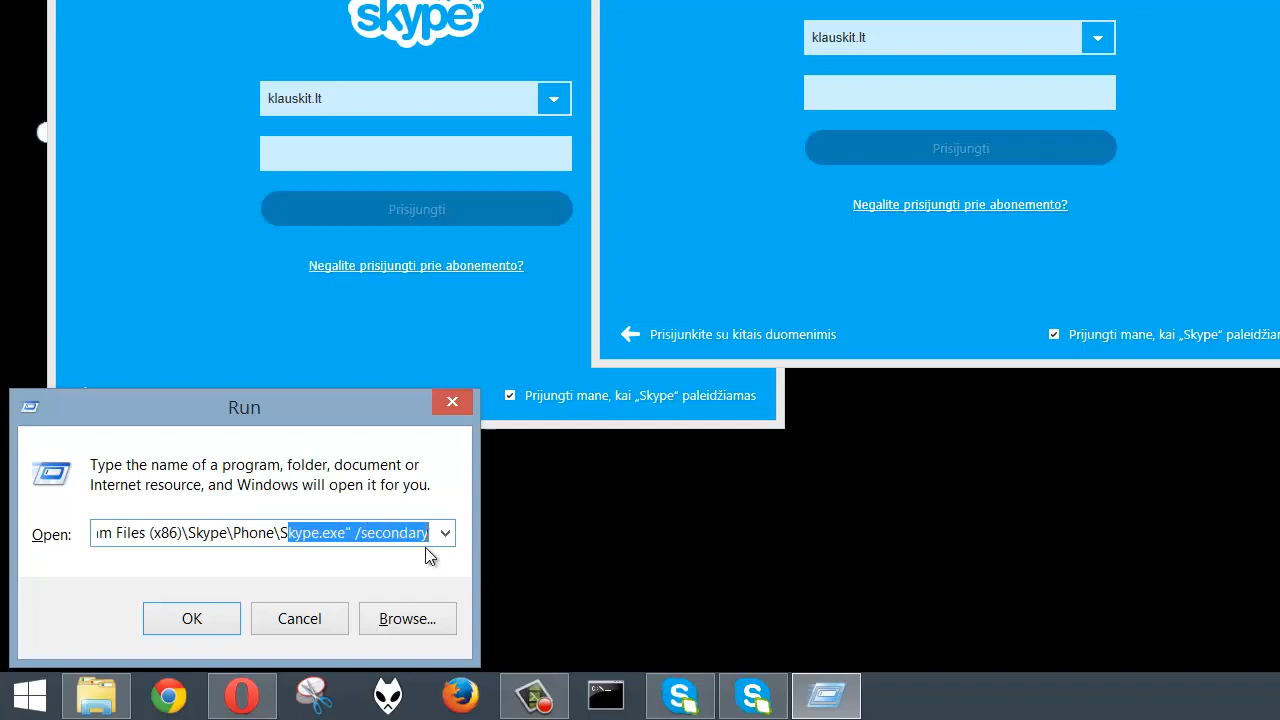 skype™
klauskit.lt
Prisijungti
Negalite prisijungti prie abonemento?
Prijungti mane, kai „Skype“ paleidžiamas
klauskit.lt
Prisijungti
Negalite prisijungti prie abonemento?
Prisijunkite su kitais duomenimis
Prijungti mane, kai „Skype“ paleidžiam
Run
Type the name of a program, folder, document or
Internet resource, and Windows will open it for you.
Open:
am Files (x86)\Skype\Phone\Skype.exe" /secondary
OK
Cancel
Browse...